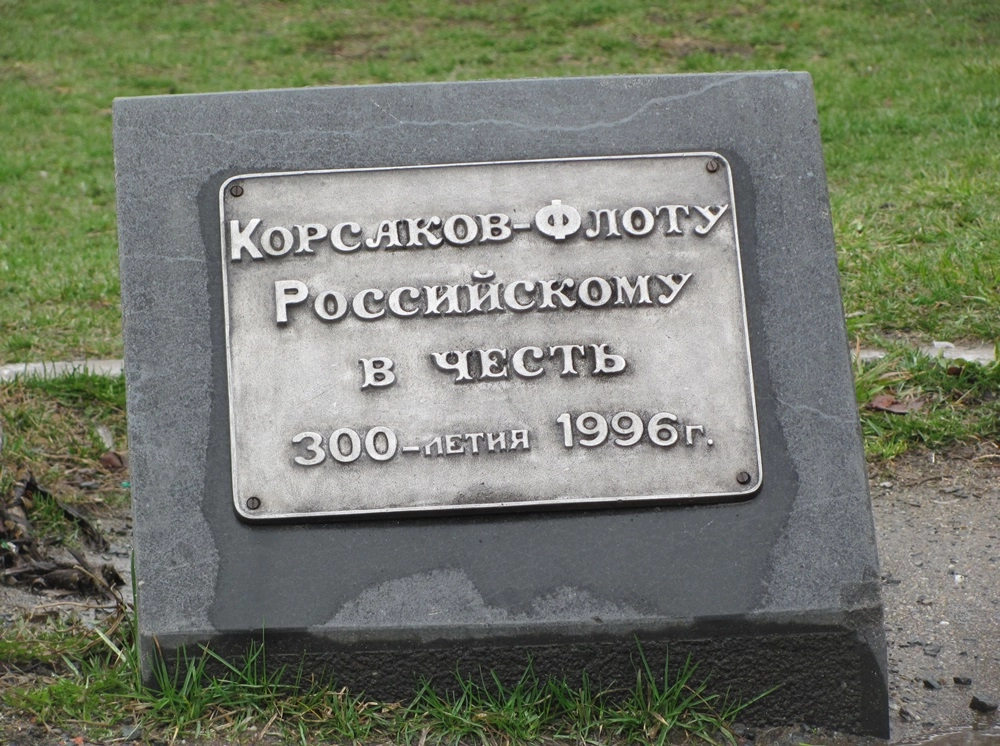 Корсаков-Флоту
Российскому
в честь
300-летия 1996г.